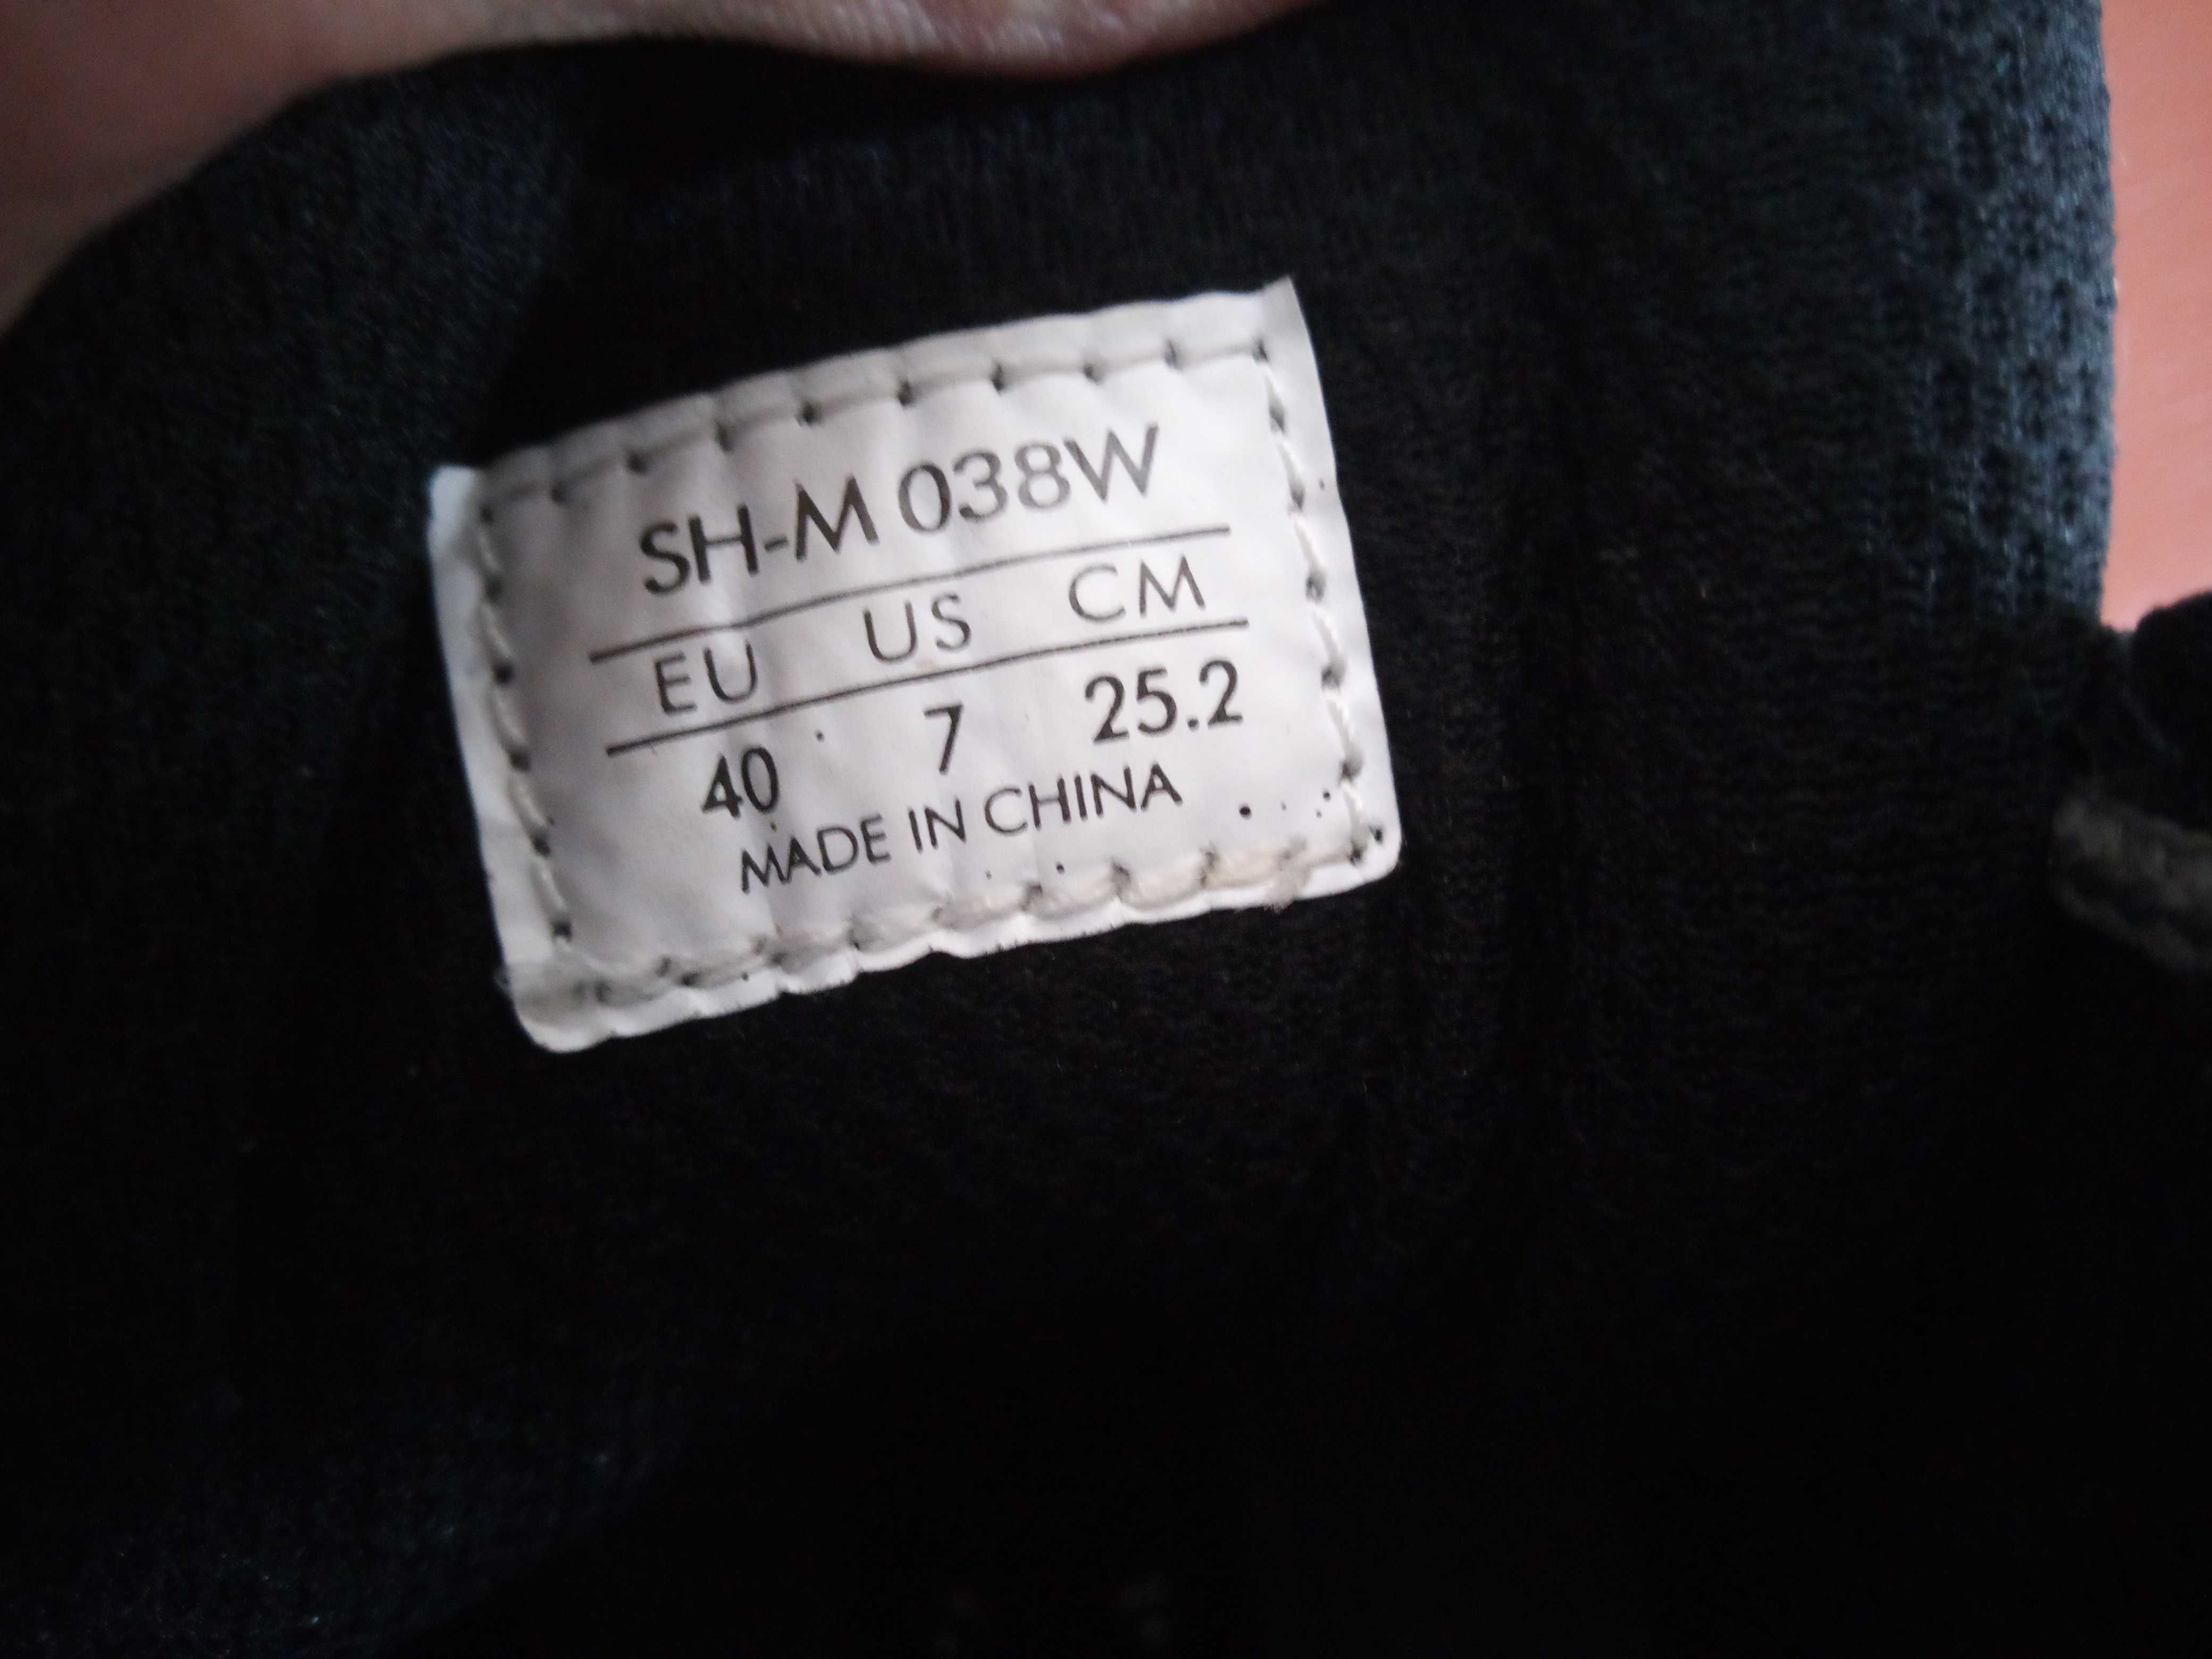 SH-M 038W
EU US CM
40 7 25.2
MADE IN CHINA